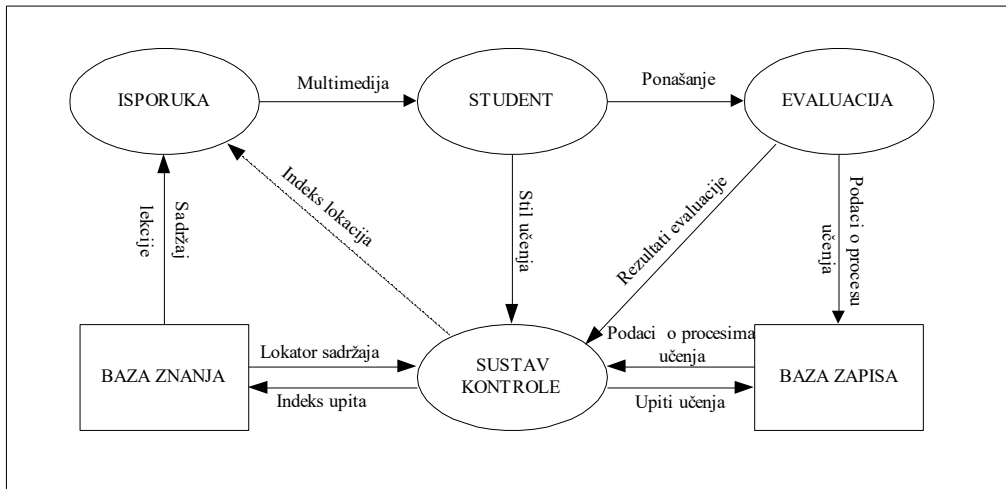 ISPORUKA
Multimedija
STUDENT
Ponašanje
EVALUACIJA
Sadržaj
lekcije
Indeks lokacija
Stil učenja
Rezultati evaluacije
Podaci o procesu
učenja
BAZA ZNANJA
Lokator sadržaja
Indeks upita
SUSTAV
KONTROLE
Podaci o procesima
učenja
Upiti učenja
BAZA ZAPISA